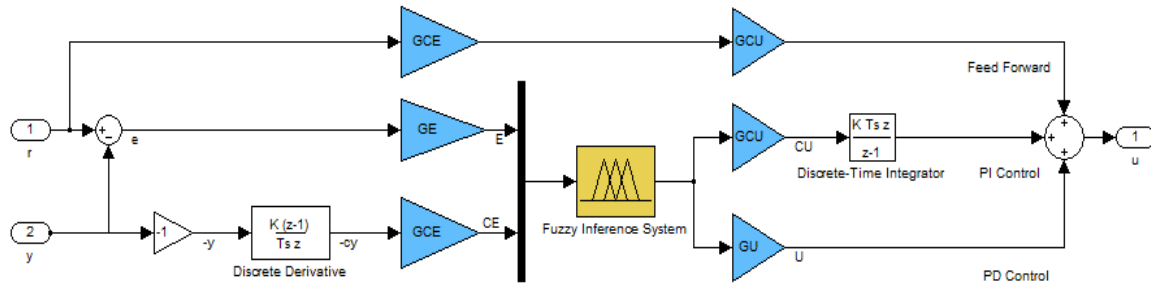 GCE
GCU
Feed Forward
1
r
+
−
e
GE
E
GCU
CU
K Ts z
z-1
Discrete-Time Integrator
PI Control
+
+
+
1
u
Fuzzy Inference System
2
y
-1
-y
K (z-1)
Ts z
Discrete Derivative
-cy
GCE
CE
GU
U
PD Control